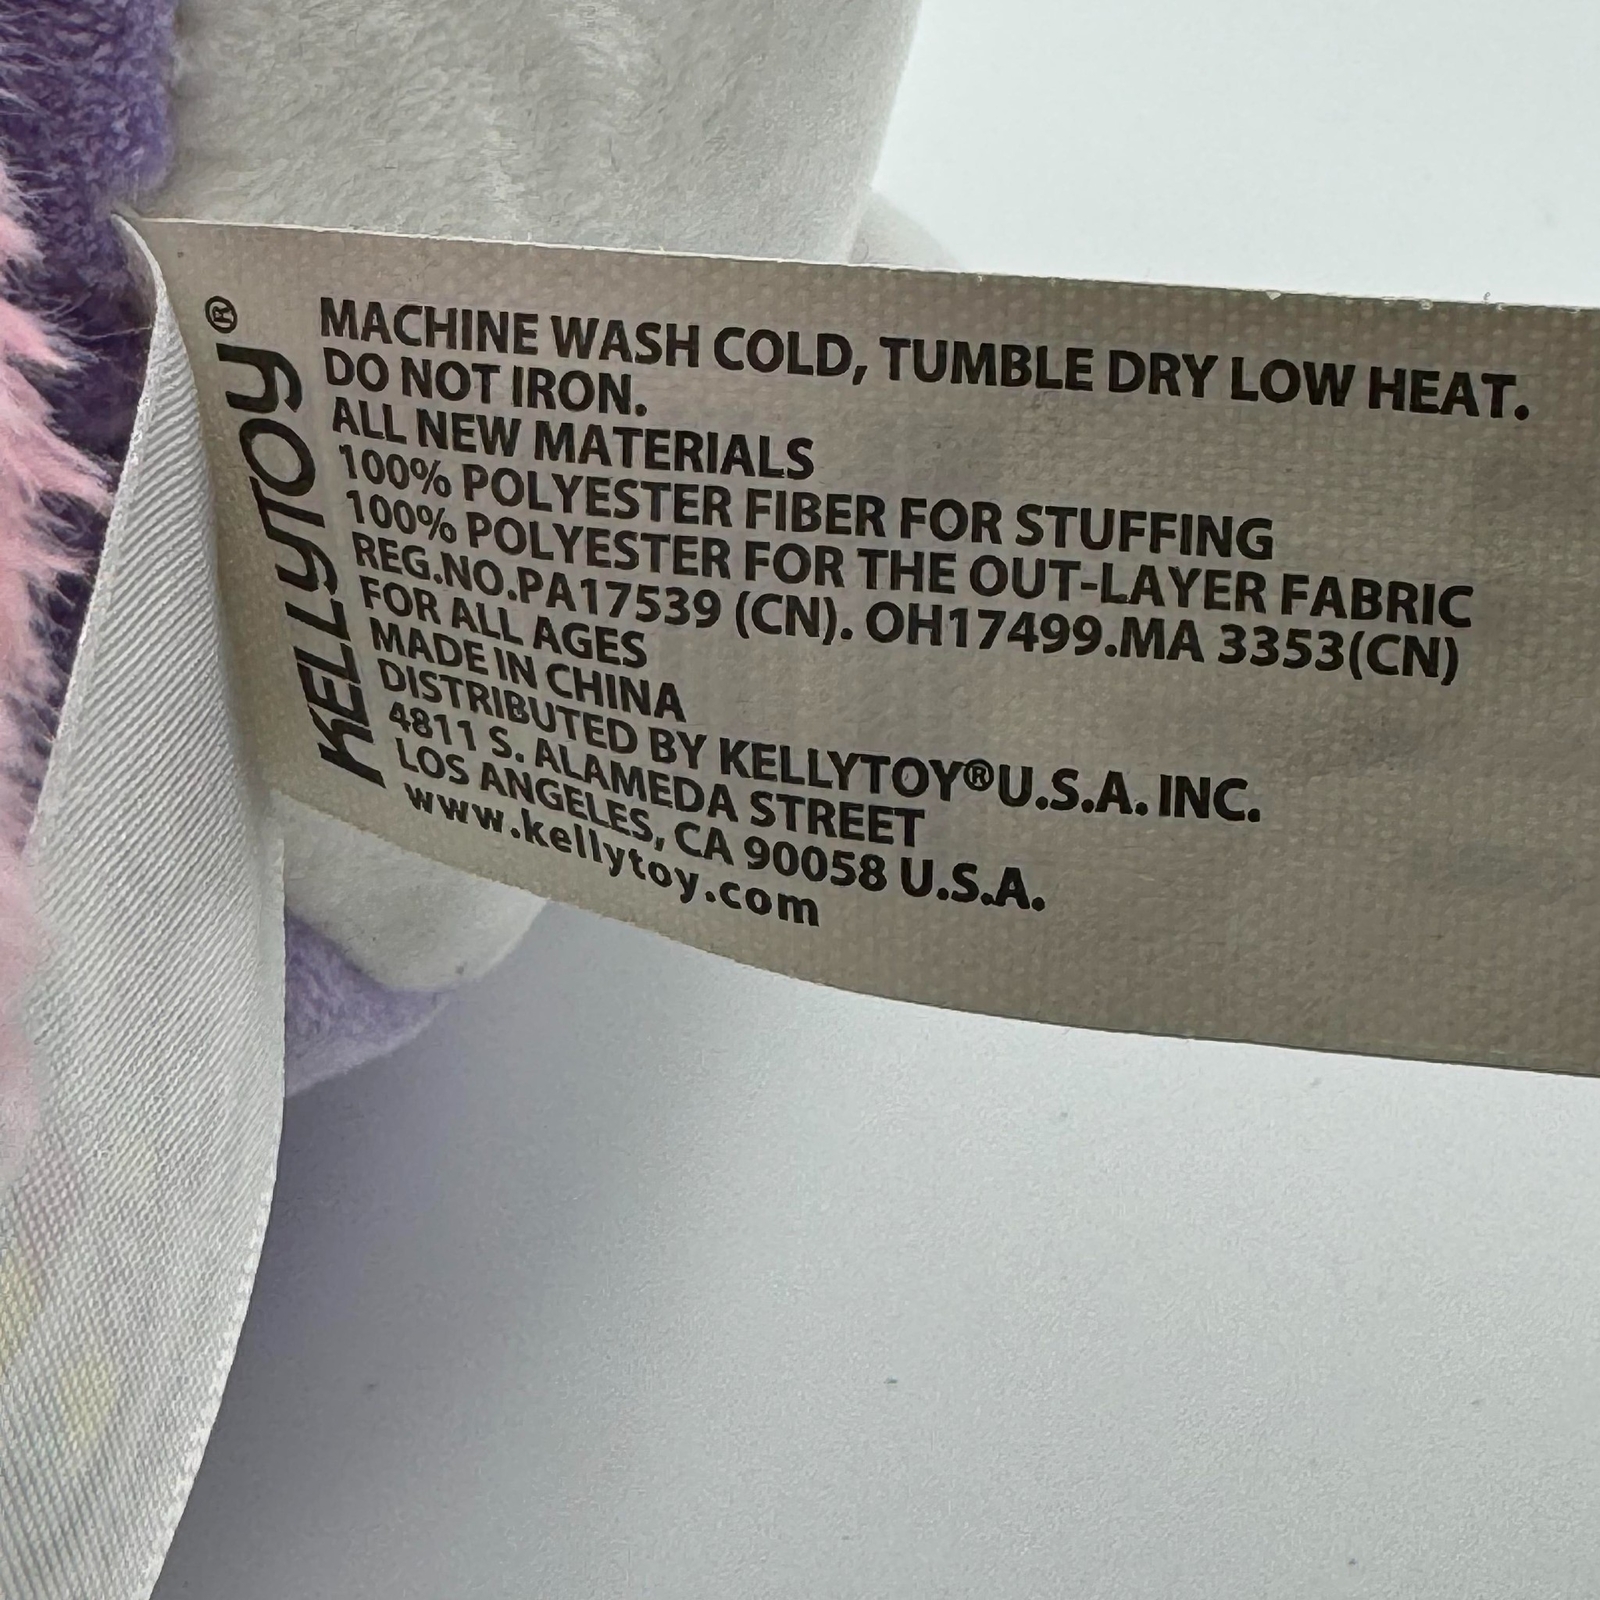 KELLYTOY®
MACHINE WASH COLD, TUMBLE DRY LOW HEAT.
DO NOT IRON.
ALL NEW MATERIALS
100% POLYESTER FIBER FOR STUFFING
100% POLYESTER FOR THE OUT-LAYER FABRIC
REG.NO.PA17539 (CN). OH17499.MA 3353(CN)
FOR ALL AGES
MADE IN CHINA
DISTRIBUTED BY KELLYTOY®U.S.A. INC.
4811 S. ALAMEDA STREET
LOS ANGELES, CA 90058 U.S.A.
www.kellytoy.com